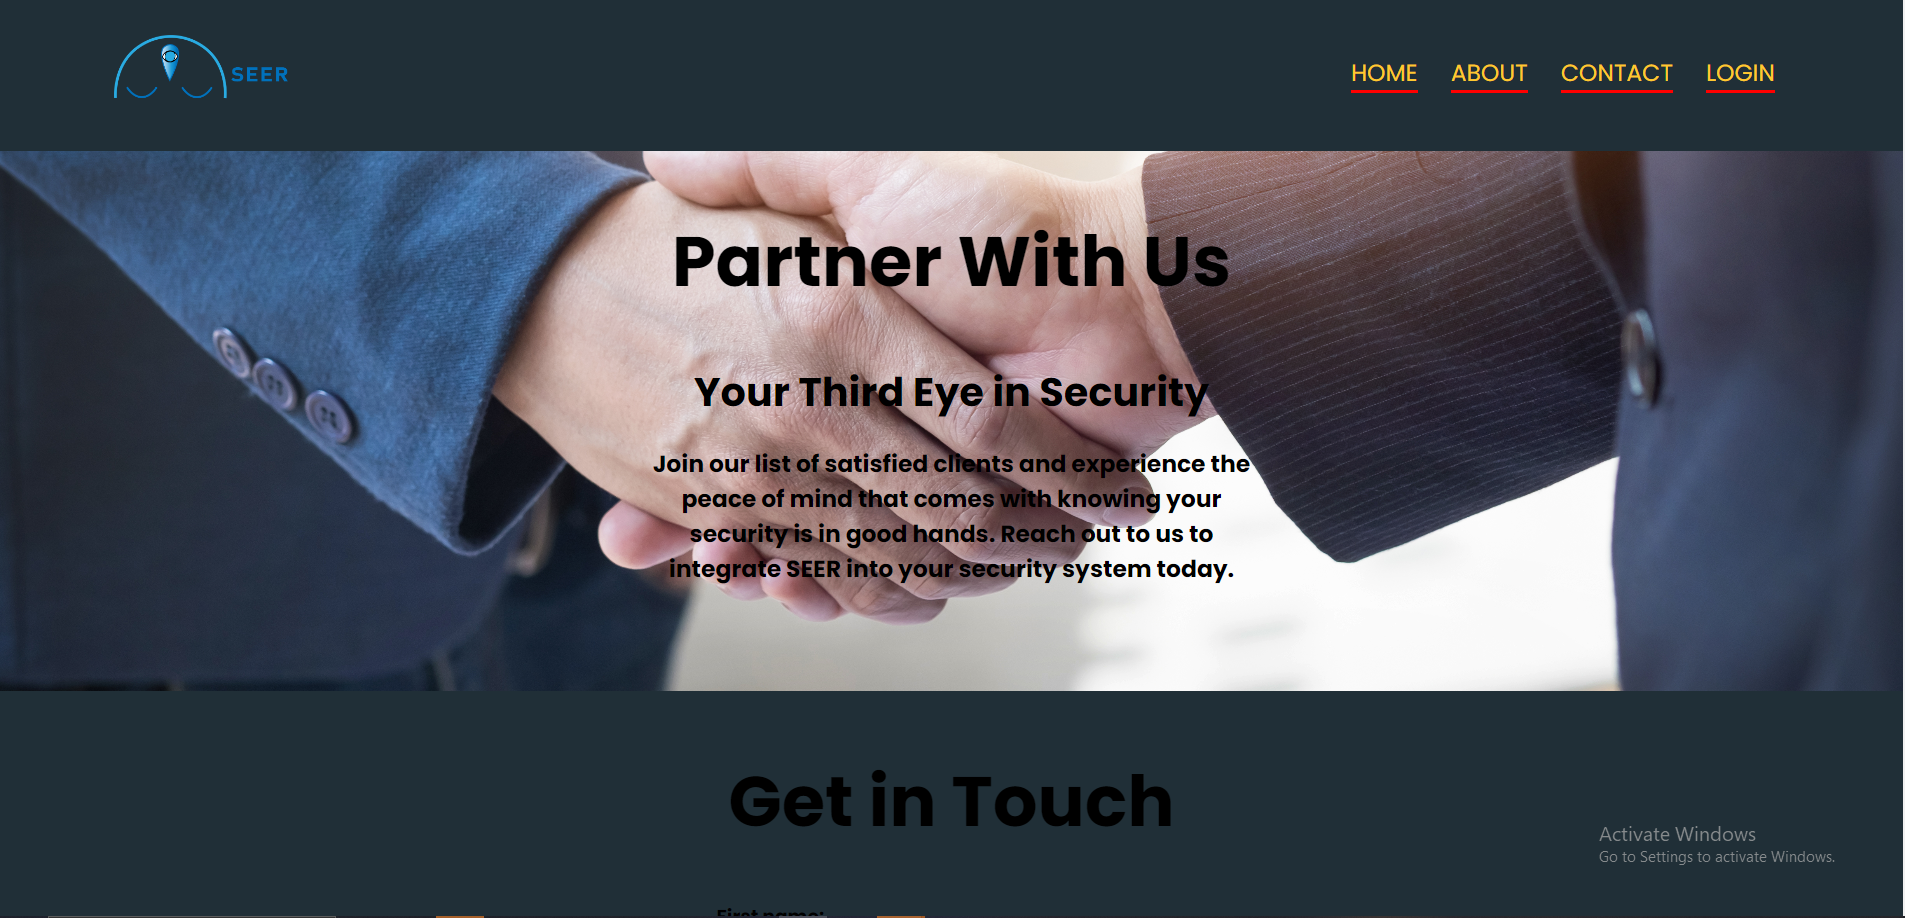 SEER
HOME ABOUT CONTACT LOGIN
Partner With Us
Your Third Eye in Security
Join our list of satisfied clients and experience the
peace of mind that comes with knowing your
security is in good hands. Reach out to us to
integrate SEER into your security system today.
Get in Touch
Activate Windows
Go to Settings to activate Windows.
First name: